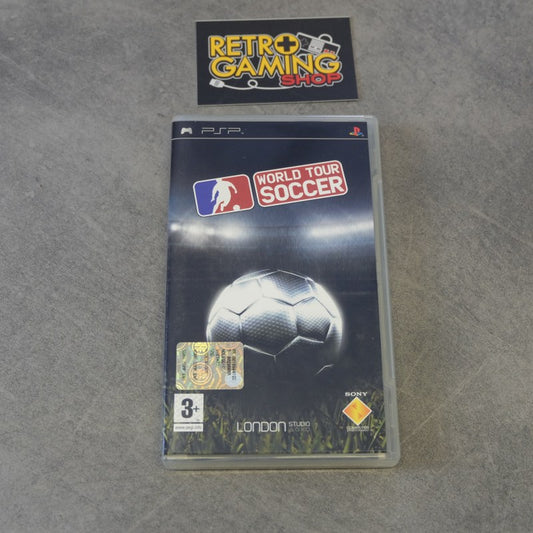 RETRO
GAMING
SHOP
PSP
WORLD TOUR
SOCCER
3+
www.pegi.info
LONDON STUDIO
SONY